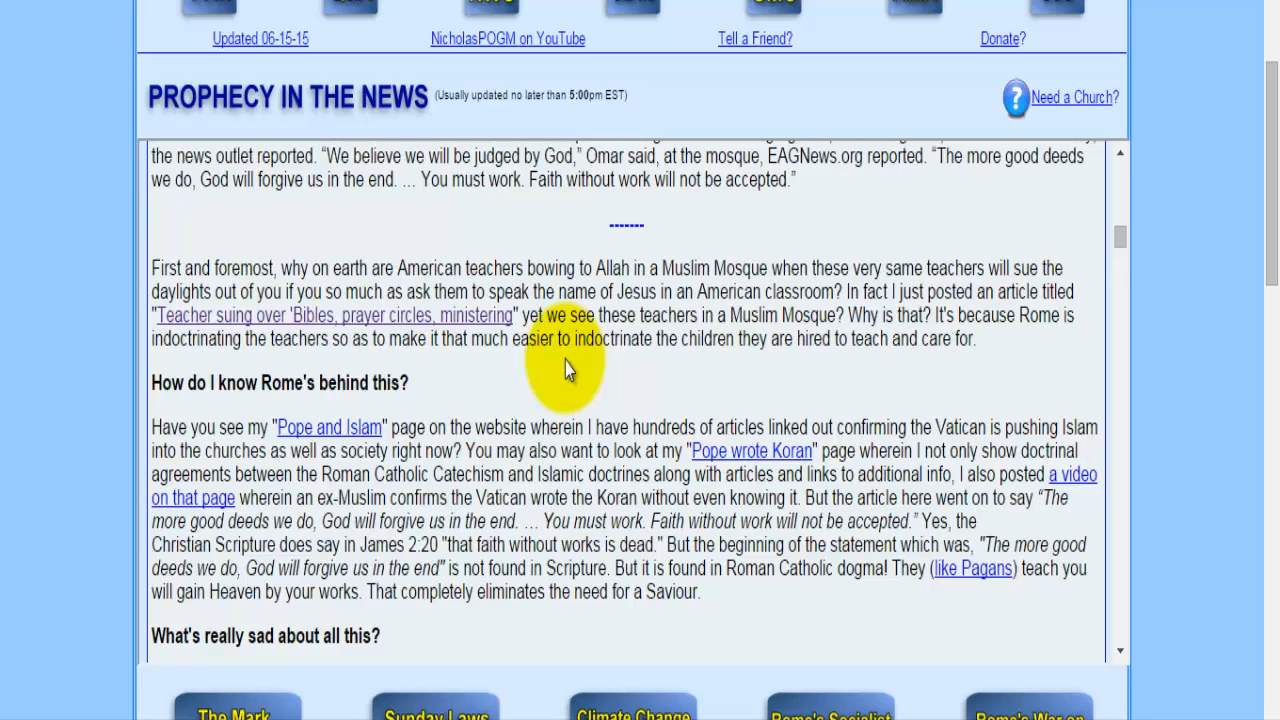 Updated 06-15-15 NicholasPOGM on YouTube Tell a Friend? Donate?
PROPHECY IN THE NEWS (Usually updated no later than 5:00pm EST) Need a Church?
the news outlet reported. “We believe we will be judged by God,” Omar said, at the mosque, EAGNews.org reported. “The more good deeds
we do, God will forgive us in the end. … You must work. Faith without work will not be accepted.”
-------
First and foremost, why on earth are American teachers bowing to Allah in a Muslim Mosque when these very same teachers will sue the
daylights out of you if you so much as ask them to speak the name of Jesus in an American classroom? In fact I just posted an article titled
"Teacher suing over 'Bibles, prayer circles, ministering" yet we see these teachers in a Muslim Mosque? Why is that? It's because Rome is
indoctrinating the teachers so as to make it that much easier to indoctrinate the children they are hired to teach and care for.
How do I know Rome's behind this?
Have you see my "Pope and Islam" page on the website wherein I have hundreds of articles linked out confirming the Vatican is pushing Islam
into the churches as well as society right now? You may also want to look at my "Pope wrote Koran" page wherein I not only show doctrinal
agreements between the Roman Catholic Catechism and Islamic doctrines along with articles and links to additional info, I also posted a video
on that page wherein an ex-Muslim confirms the Vatican wrote the Koran without even knowing it. But the article here went on to say “The
more good deeds we do, God will forgive us in the end. … You must work. Faith without work will not be accepted.” Yes, the
Christian Scripture does say in James 2:20 "that faith without works is dead." But the beginning of the statement which was, "The more good
deeds we do, God will forgive us in the end" is not found in Scripture. But it is found in Roman Catholic dogma! They (like Pagans) teach you
will gain Heaven by your works. That completely eliminates the need for a Saviour.
What's really sad about all this?
The Mark Sunday Laws Climate Change Rome's Socialist Rome's War on